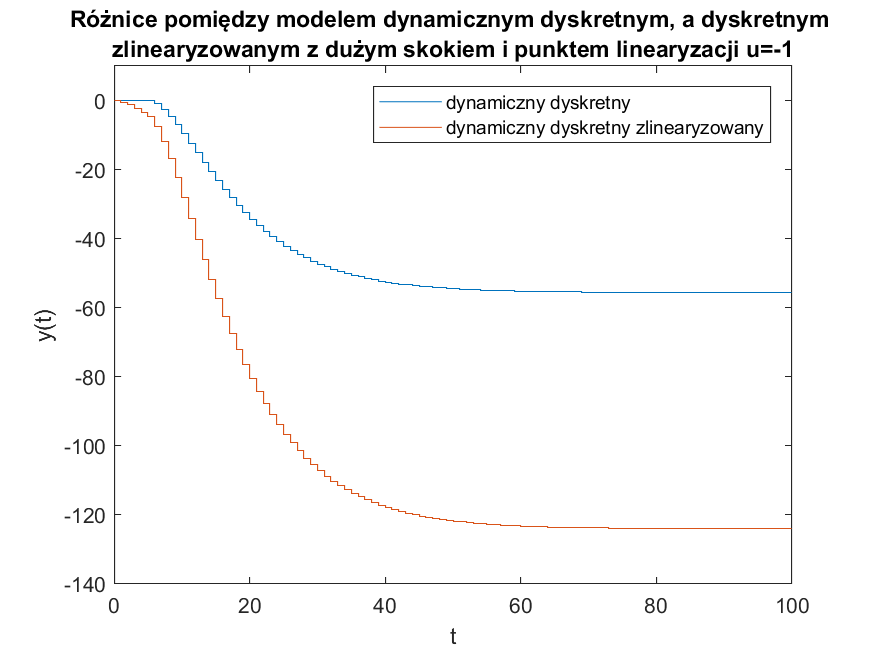 Różnice pomiędzy modelem dynamicznym dyskretnym, a dyskretnym
zlinearyzowanym z dużym skokiem i punktem linearyzacji u=-1
dynamiczny dyskretny
dynamiczny dyskretny zlinearyzowany
0
-20
-40
-60
-80
-100
-120
-140
y(t)
0 20 40 60 80 100
t